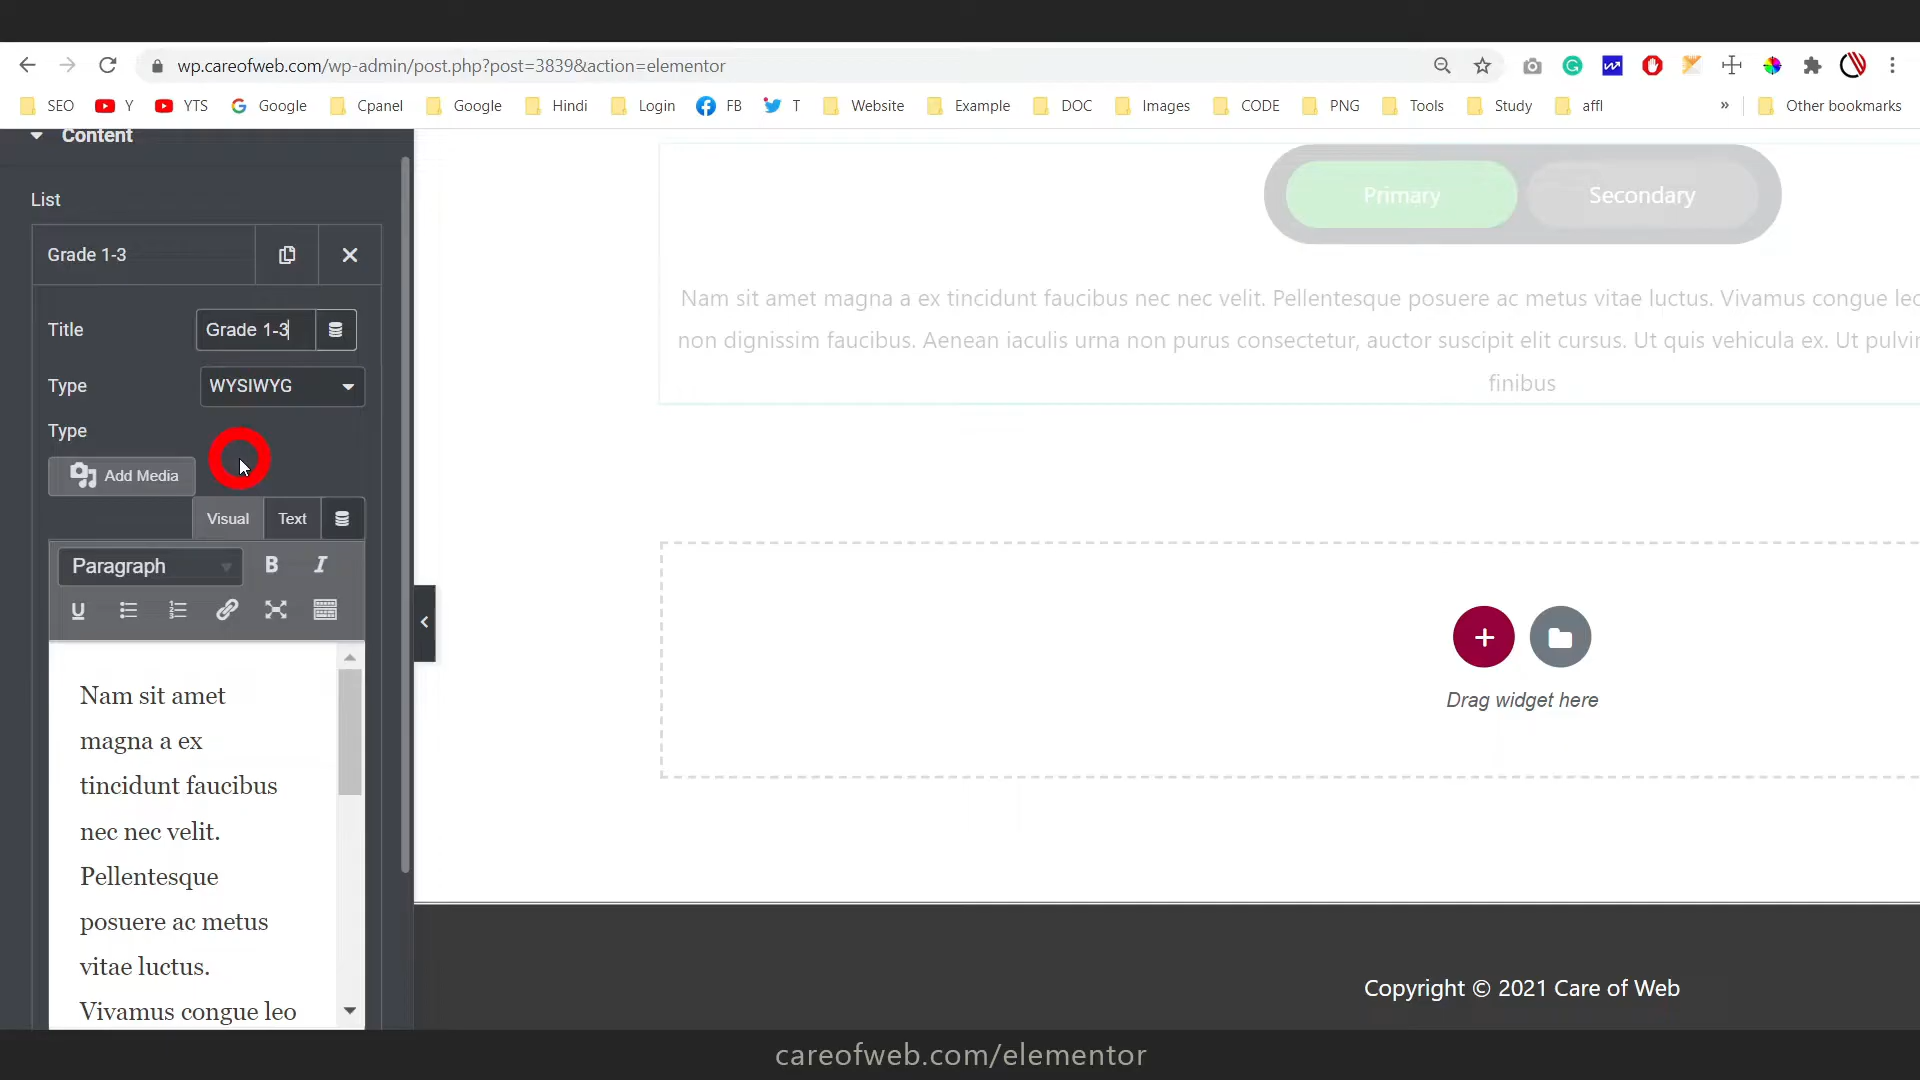 wp.careofweb.com/wp-admin/post.php?post=3839&action=elementor
SEO Y YTS Google Cpanel Google Hindi Login FB T Website Example DOC Images CODE PNG Tools Study affl » Other bookmarks
Content
List
Grade 1-3
Title Grade 1-3
Type WYSIWYG
Type
Add Media
Visual Text
Paragraph B I
U
Nam sit amet
magna a ex
tincidunt faucibus
nec nec velit.
Pellentesque
posuere ac metus
vitae luctus.
Vivamus congue leo
Primary Secondary
Nam sit amet magna a ex tincidunt faucibus nec nec velit. Pellentesque posuere ac metus vitae luctus. Vivamus congue leo
non dignissim faucibus. Aenean iaculis urna non purus consectetur, auctor suscipit elit cursus. Ut quis vehicula ex. Ut pulvin
finibus
Drag widget here
Copyright © 2021 Care of Web
careofweb.com/elementor